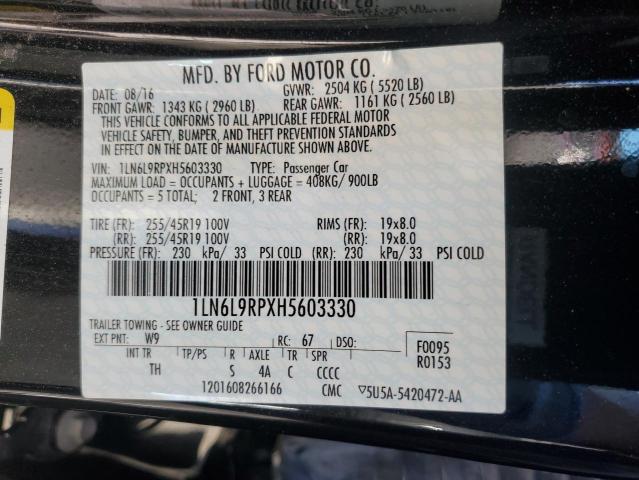 MFD. BY FORD MOTOR CO.
DATE: 08/16 GVWR: 2504 KG ( 5520 LB)
FRONT GAWR: 1343 KG ( 2960 LB) REAR GAWR: 1161 KG ( 2560 LB)
THIS VEHICLE CONFORMS TO ALL APPLICABLE FEDERAL MOTOR
VEHICLE SAFETY, BUMPER, AND THEFT PREVENTION STANDARDS
IN EFFECT ON THE DATE OF MANUFACTURE SHOWN ABOVE.
VIN: 1LN6L9RPXH5603330 TYPE: Passenger Car
MAXIMUM LOAD = OCCUPANTS + LUGGAGE = 408KG/ 900LB
OCCUPANTS = 5 TOTAL; 2 FRONT, 3 REAR
TIRE (FR): 255/45R19 100V RIMS (FR): 19x8.0
(RR): 255/45R19 100V (RR): 19x8.0
PRESSURE (FR): 230 kPa/ 33 PSI COLD (RR): 230 kPa/ 33 PSI COLD
1LN6L9RPXH5603330
TRAILER TOWING - SEE OWNER GUIDE
EXT PNT: W9 RC: 67 DSO:
INT TR TP/PS R AXLE TR SPR
TH S 4A C CCCC
F0095
R0153
1201608266166 CMC ▽5U5A-5420472-AA